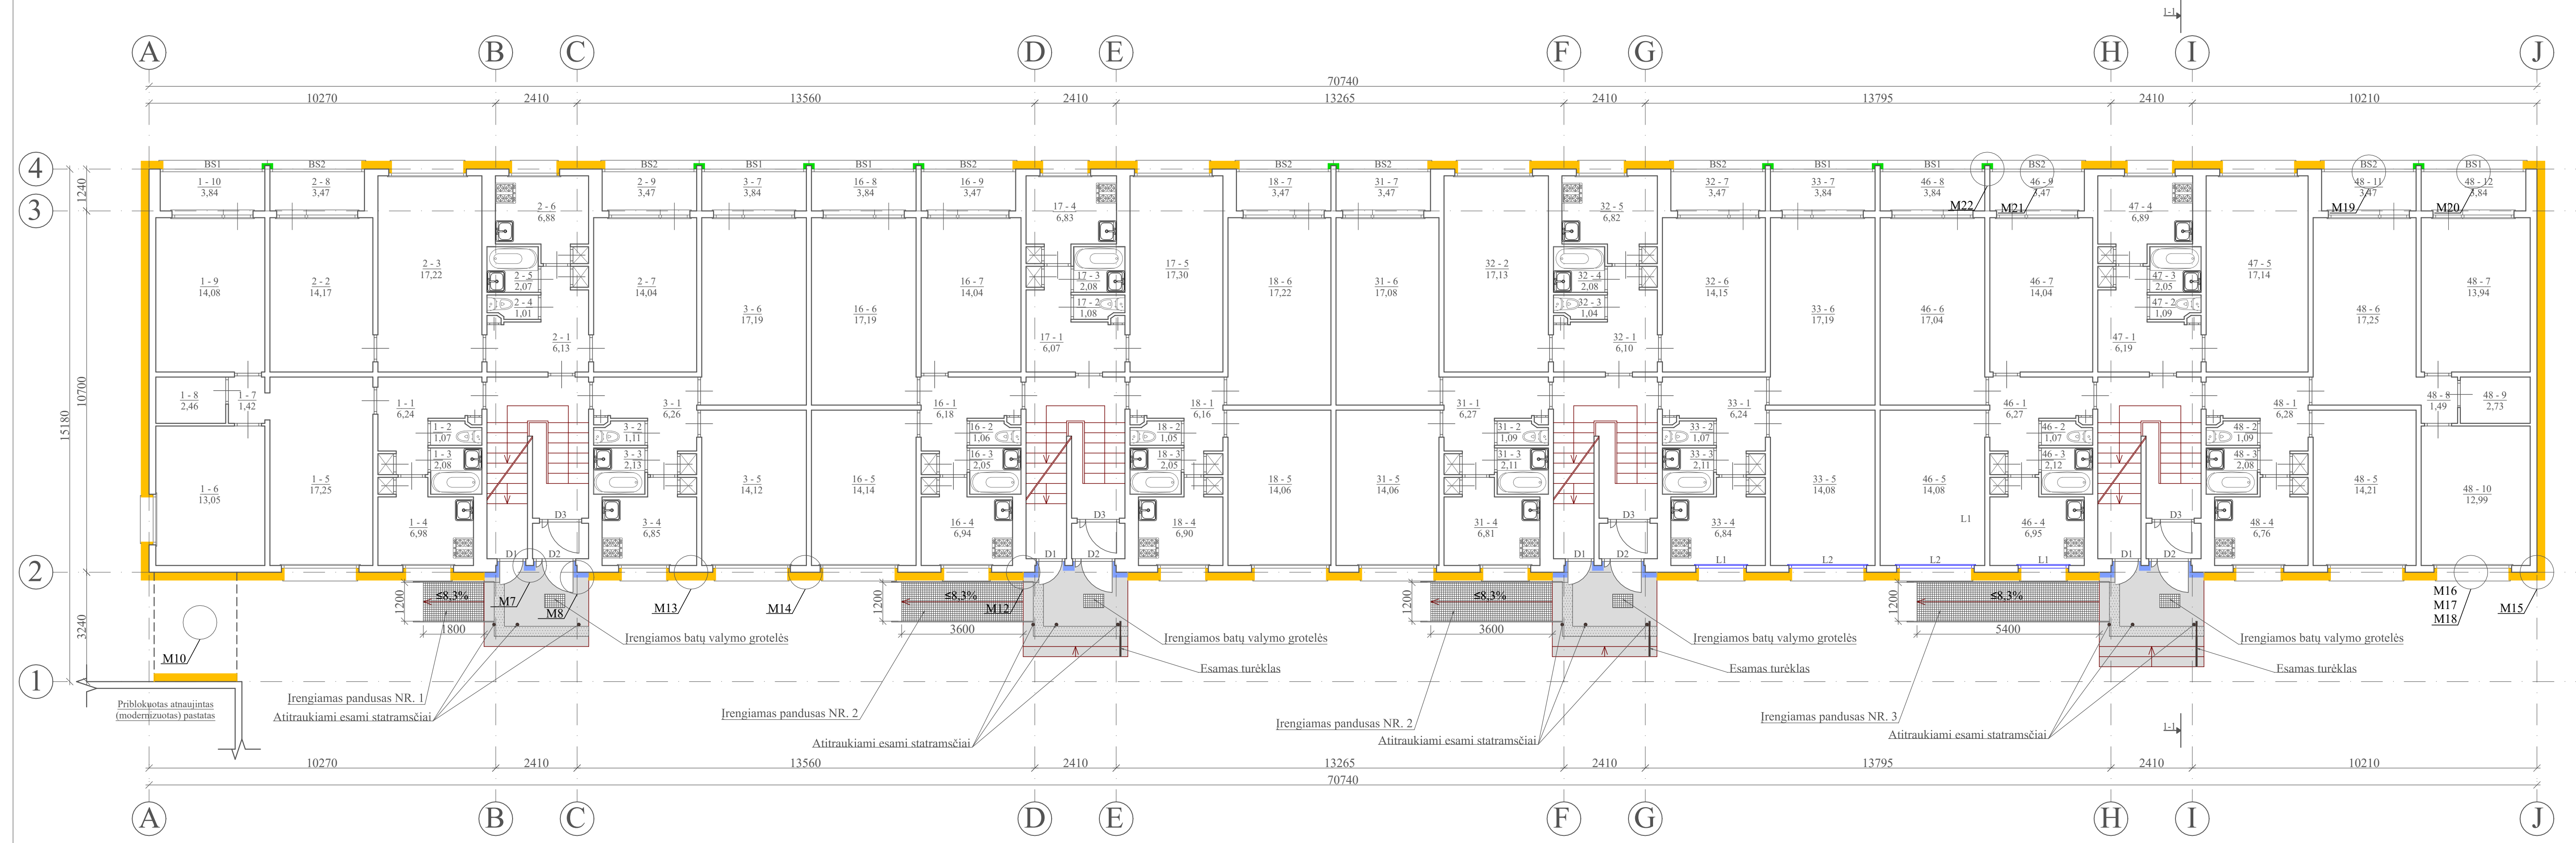 1-1
A B C D E F G H I J
70740
10270 2410 13560 2410 13265 2410 13795 2410 10210
BS1 BS2 BS2 BS1 BS1 BS2 BS2 BS2 BS2 BS1 BS1 BS2 BS2 BS1
4
1240
3
1 - 10
3,84
2 - 8
3,47
2 - 9
3,47
3 - 7
3,84
16 - 8
3,84
16 - 9
3,47
18 - 7
3,47
31 - 7
3,47
32 - 7
3,47
33 - 7
3,84
46 - 8
3,84
46 - 9
3,47
48 - 11
3,47
48 - 12
3,84
M22 M21 M19 M20
2 - 6
6,88
17 - 4
6,83
32 - 5
6,82
47 - 4
6,89
1 - 9
14,08
2 - 2
14,17
2 - 3
17,22
2 - 5
2,07
2 - 4
1,01
2 - 1
6,13
2 - 7
14,04
3 - 6
17,19
16 - 6
17,19
16 - 7
14,04
17 - 3
2,08
17 - 2
1,08
17 - 1
6,07
17 - 5
17,30
18 - 6
17,22
31 - 6
17,08
32 - 2
17,13
32 - 4
2,08
32 - 3
1,04
32 - 1
6,10
32 - 6
14,15
33 - 6
17,19
46 - 6
17,04
46 - 7
14,04
47 - 3
2,05
47 - 2
1,09
47 - 1
6,19
47 - 5
17,14
48 - 6
17,25
48 - 7
13,94
15180
10700
1 - 8
2,46
1 - 7
1,42
1 - 1
6,24
3 - 1
6,26
16 - 1
6,18
18 - 1
6,16
31 - 1
6,27
33 - 1
6,24
46 - 1
6,27
48 - 1
6,28
48 - 8
1,49
48 - 9
2,73
1 - 2
1,07
3 - 2
1,11
16 - 2
1,06
18 - 2
1,05
31 - 2
1,09
33 - 2
1,07
46 - 2
1,07
48 - 2
1,09
1 - 3
2,08
3 - 3
2,13
16 - 3
2,05
18 - 3
2,05
31 - 3
2,11
33 - 3
2,11
46 - 3
2,12
48 - 3
2,08
1 - 6
13,05
1 - 5
17,25
3 - 5
14,12
16 - 5
14,14
18 - 5
14,06
31 - 5
14,06
33 - 5
14,08
46 - 5
14,08
48 - 5
14,21
48 - 10
12,99
1 - 4
6,98
3 - 4
6,85
16 - 4
6,94
18 - 4
6,90
31 - 4
6,81
33 - 4
6,84
46 - 4
6,95
48 - 4
6,76
L1
D3 D3 D3 D3
D1 D2 D1 D2 D1 D2 D1 D2
L1 L2 L2 L1
2
3240
1200 ≤8,3% 1200 ≤8,3% 1200 ≤8,3% 1200 ≤8,3%
M7 M8 M13 M14 M12
M16
M17
M18
M15
1800 3600 3600 5400
Įrengiamos batų valymo grotelės
Įrengiamos batų valymo grotelės
Įrengiamos batų valymo grotelės
Įrengiamos batų valymo grotelės
M10
Esamas turėklas
Esamas turėklas
Esamas turėklas
1
Priblokuotas atnaujintas
(modernizuotas) pastatas
Įrengiamas pandusas NR. 1
Atitraukiami esami statramsčiai
Įrengiamas pandusas NR. 2
Atitraukiami esami statramsčiai
Įrengiamas pandusas NR. 2
Atitraukiami esami statramsčiai
Įrengiamas pandusas NR. 3
Atitraukiami esami statramsčiai
1-1
10270 2410 13560 2410 13265 2410 13795 2410 10210
70740
A B C D E F G H I J